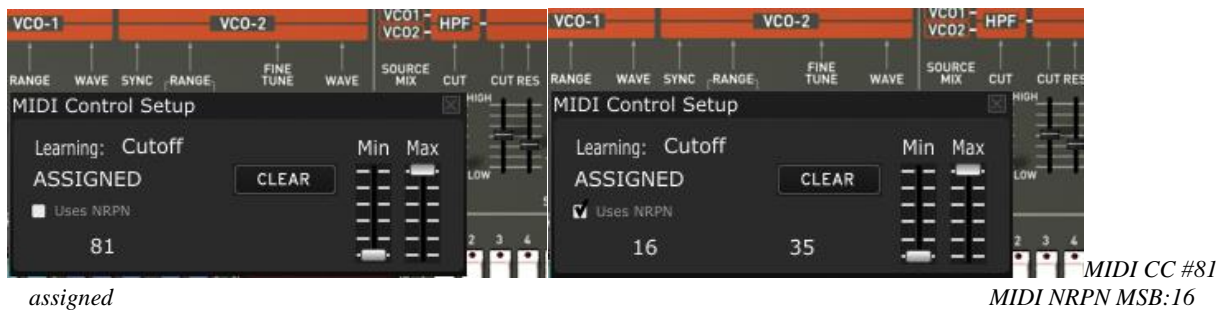 VCO-1 VCO-2 VCO1 VCO2 HPF
RANGE WAVE SYNC RANGE FINE TUNE WAVE SOURCE MIX CUT CUT RES
MIDI Control Setup
HIGH
Learning: Cutoff Min Max
ASSIGNED CLEAR
LOW
Uses NRPN
81
2 3 4
VCO-1 VCO-2 VCO1 VCO2 HPF
RANGE WAVE SYNC RANGE FINE TUNE WAVE SOURCE MIX CUT CUT RES
MIDI Control Setup
HIGH
Learning: Cutoff Min Max
ASSIGNED CLEAR
LOW
Uses NRPN
16 35
2 3 4
MIDI CC #81
assigned MIDI NRPN MSB:16